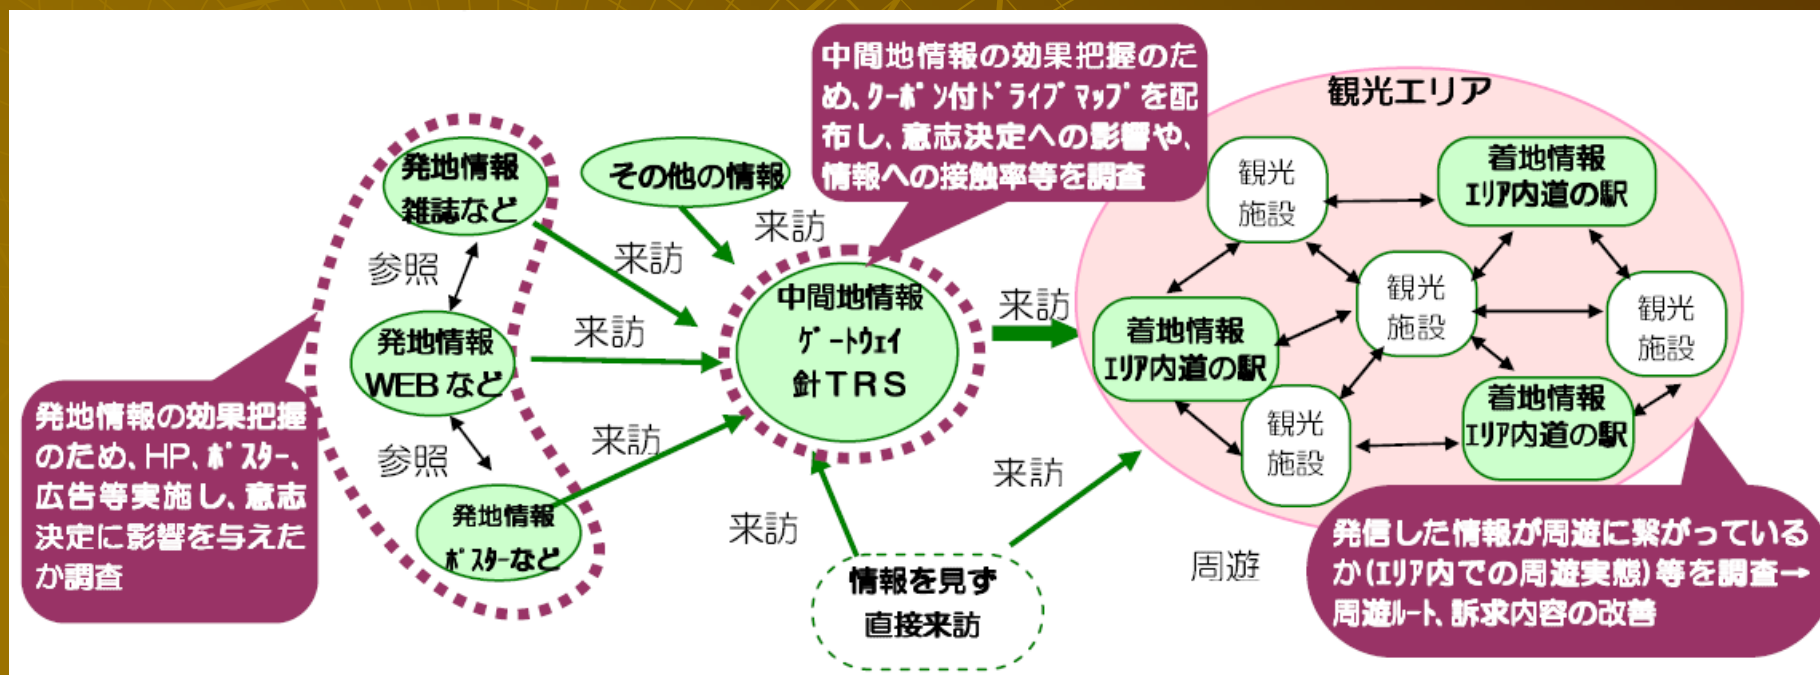 中間地情報の効果把握のた
め、ｸｰﾎﾟﾝ付ﾄﾞﾗｲﾌﾞﾏｯﾌﾟを配
布し、意志決定への影響や、
情報への接触率等を調査
観光エリア
発地情報
雑誌など
その他の情報
来訪
来訪
参照
発地情報
WEBなど
来訪
参照
発地情報
ﾎﾟｽﾀｰなど
来訪
発地情報の効果把握
のため、HP、ﾎﾟｽﾀｰ、
広告等実施し、意志
決定に影響を与えた
か調査
中間地情報
ｹﾞｰﾄｳｪｲ
針ＴＲＳ
来訪
来訪
情報を見ず
直接来訪
来訪
周遊
観光
施設
着地情報
ｴﾘｱ内道の駅
観光
施設
観光
施設
着地情報
ｴﾘｱ内道の駅
観光
施設
着地情報
ｴﾘｱ内道の駅
発信した情報が周遊に繋がっている
か(ｴﾘｱ内での周遊実態)等を調査→
周遊ﾙｰﾄ、訴求内容の改善